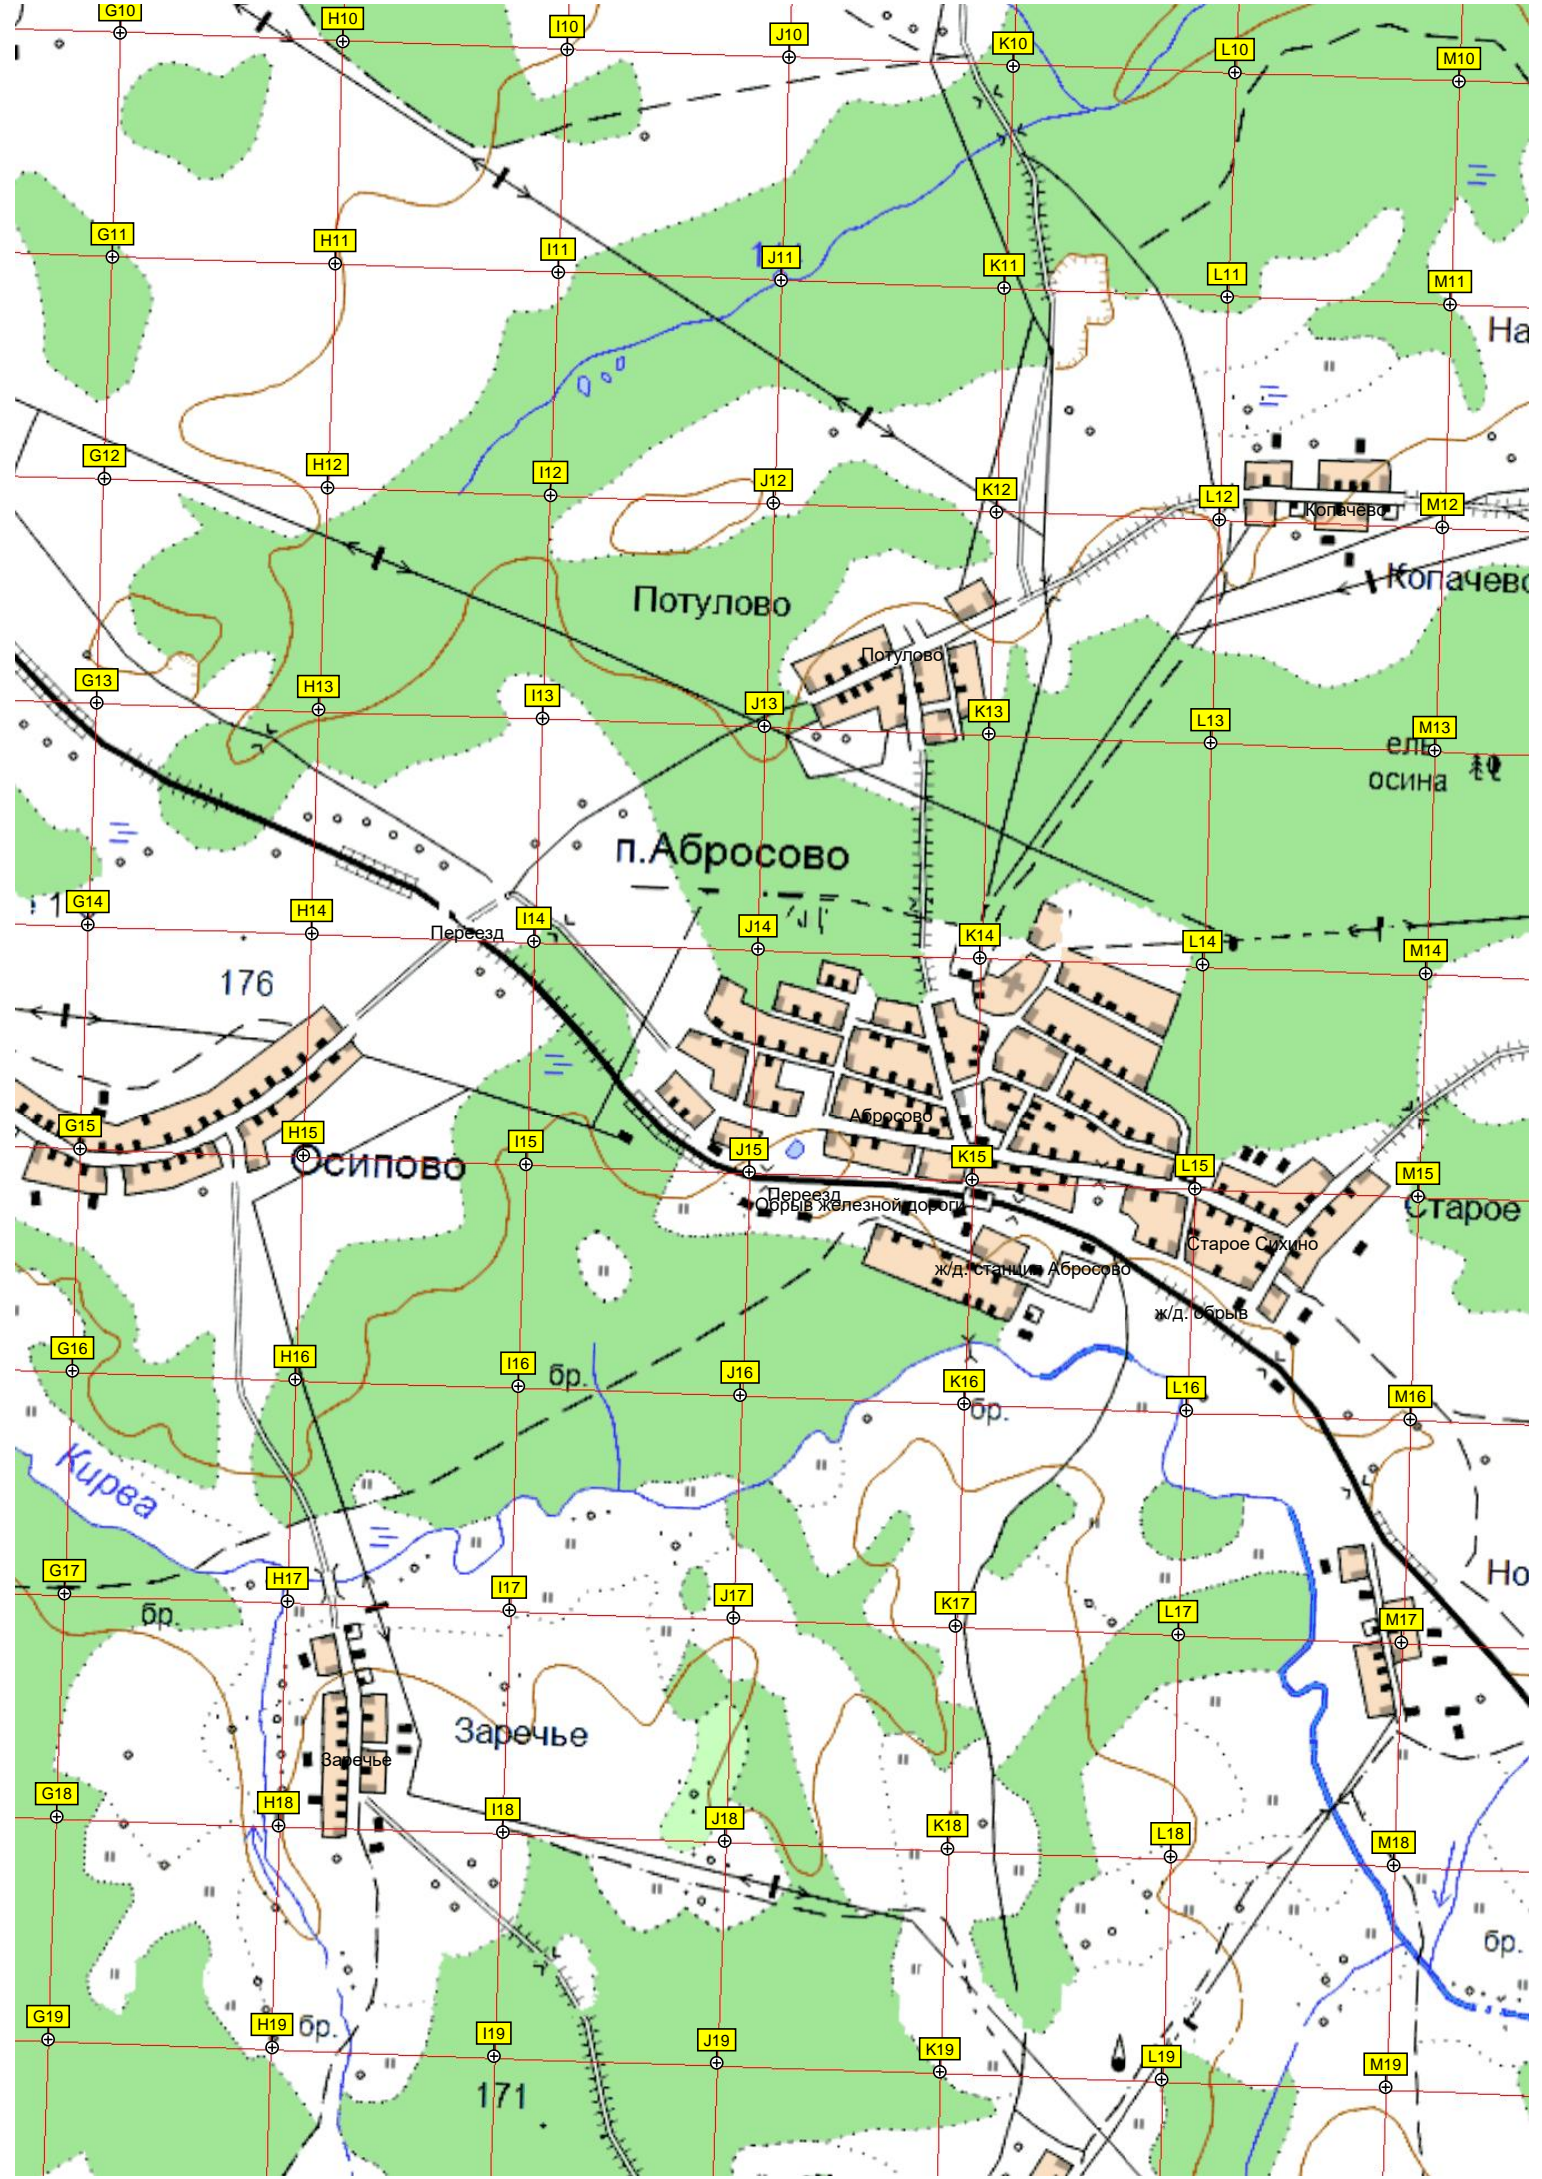 G10
H10
I10
J10
K10
L10
M10
G11
H11
I11
J11
K11
L11
M11
На
G12
H12
I12
J12
K12
L12
M12
Копачево
Копачево
Потулово
Потулово
G13
H13
I13
J13
K13
L13
M13
ель
осина
п.Абросово
G14
H14
I14
J14
K14
L14
M14
Переезд
176
Абросово
G15
H15
I15
J15
K15
L15
M15
Осипово
Переезд
Обрыв железной дороги
Старое
Старое Сихино
ж/д. станция Абросово
ж/д. обрыв
G16
H16
I16
J16
K16
L16
M16
бр.
бр.
Кирва
G17
H17
I17
J17
K17
L17
M17
Но
бр.
Заречье
Заречье
G18
H18
I18
J18
K18
L18
M18
бр.
G19
H19
I19
J19
K19
L19
M19
бр.
171